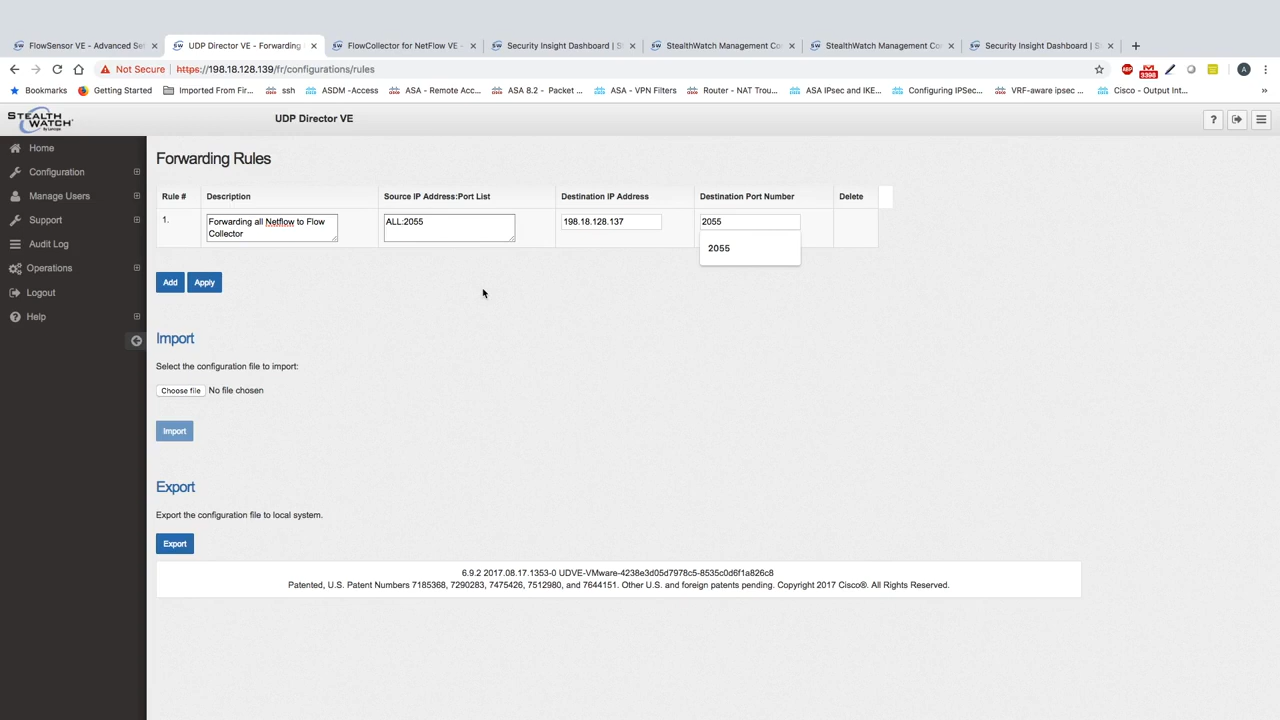 FlowSensor VE - Advanced Se
UDP Director VE - Forwarding
FlowCollector for NetFlow VE -
Security Insight Dashboard | S
StealthWatch Management Co
StealthWatch Management Co
Security Insight Dashboard | S
Not Secure
https://198.18.128.139/fr/configurations/rules
ABP
3398
A
Bookmarks
Getting Started
Imported From Fir...
ssh
ASDM -Access
ASA - Remote Acc...
ASA 8.2 - Packet ...
ASA - VPN Filters
Router - NAT Trou...
ASA IPsec and IKE...
Configuring IPSec...
VRF-aware ipsec ...
Cisco - Output Int...
STEALTH
WATCH
By Lancope
UDP Director VE
?
Home
Configuration
Manage Users
Support
Audit Log
Operations
Logout
Help
Forwarding Rules
Rule #
Description
Source IP Address:Port List
Destination IP Address
Destination Port Number
Delete
1.
Forwarding all Netflow to Flow
Collector
ALL:2055
198.18.128.137
2055
2055
Add
Apply
Import
Select the configuration file to import:
Choose file
No file chosen
Import
Export
Export the configuration file to local system.
Export
6.9.2 2017.08.17.1353-0 UDVE-VMware-4238e3d05d7978c5-8535c0d6f1a826c8
Patented, U.S. Patent Numbers 7185368, 7290283, 7475426, 7512980, and 7644151. Other U.S. and foreign patents pending. Copyright 2017 Cisco®. All Rights Reserved.